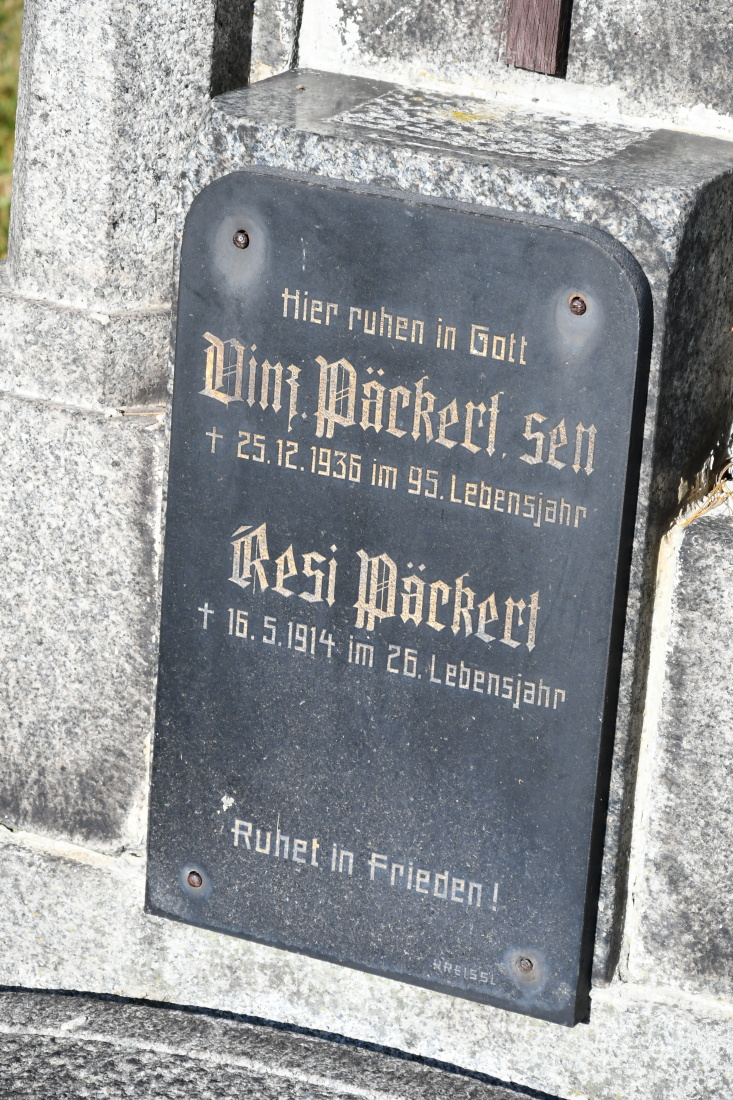 Hier ruhen in Gott
Vinz. Päckert. sen
† 25.12.1936 im 95. Lebensjahr
Resi Päckert
† 16.5.1914 im 26. Lebensjahr
Ruhet in Frieden!
KREISSL